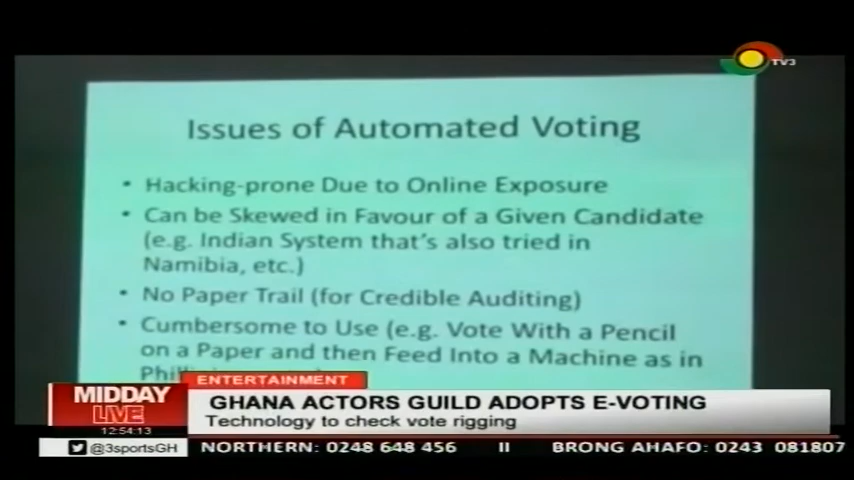 TV3
Issues of Automated Voting
• Hacking-prone Due to Online Exposure
• Can be Skewed in Favour of a Given Candidate
(e.g. Indian System that's also tried in
Namibia, etc.)
• No Paper Trail (for Credible Auditing)
• Cumbersome to Use (e.g. Vote With a Pencil
on a Paper and then Feed Into a Machine as in
ENTERTAINMENT
MIDDAY
LIVE
12:54:13
GHANA ACTORS GUILD ADOPTS E-VOTING
Technology to check vote rigging
@3sportsGH
NORTHERN: 0248 648 456 II BRONG AHAFO: 0243 081807